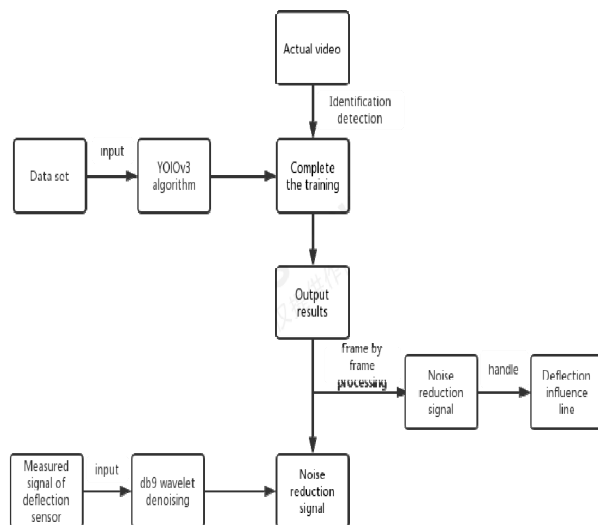 Actual video
Identification
detection
Data set
input
YOIOv3
algorithm
Complete
the training
Output
results
Frame by
frame
processing
Noise
reduction
signal
handle
Deflection
influence
line
Measured
signal of
deflection
sensor
input
db9 wavelet
denoising
Noise
reduction
signal